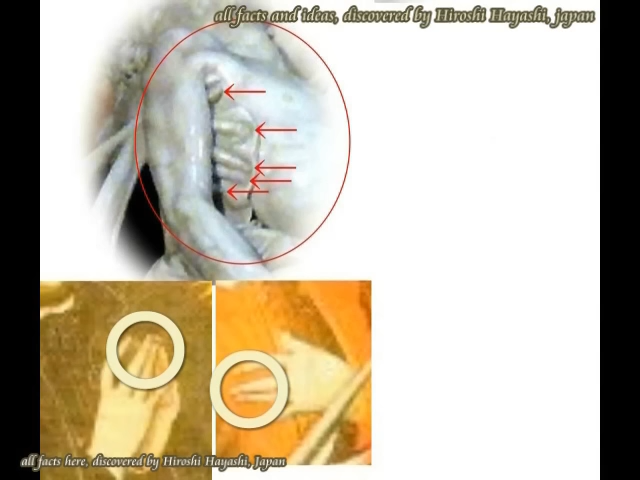 all facts and ideas, discovered by Hiroshi Hayashi, japan
all facts here, discovered by Hiroshi Hayashi, Japan